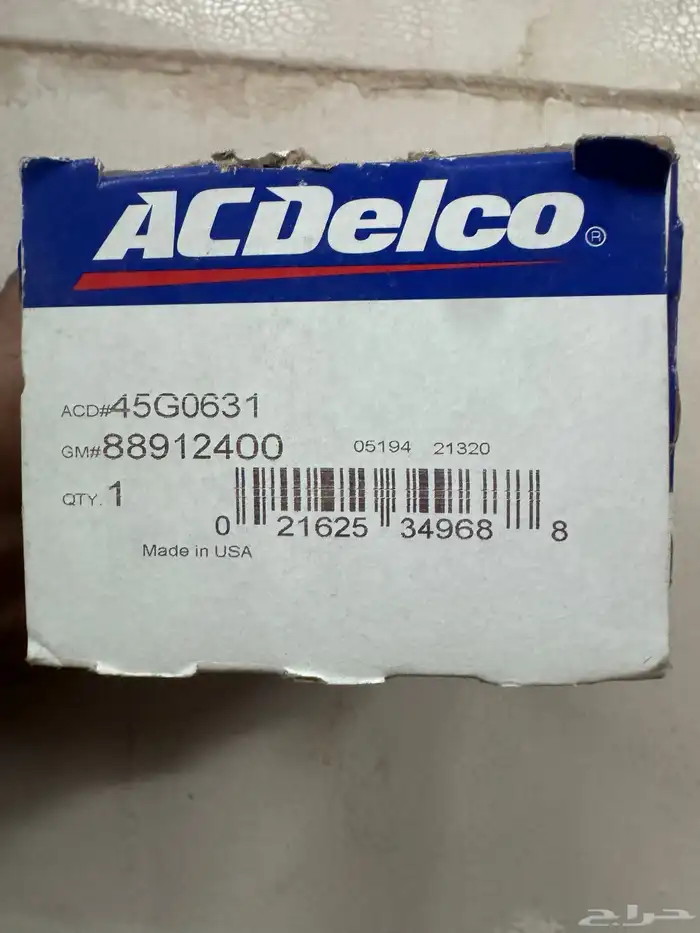 ACDelco®
ACD#45G0631
GM#88912400 05194 21320
QTY. 1
0 21625 34968 8
Made in USA
حراج